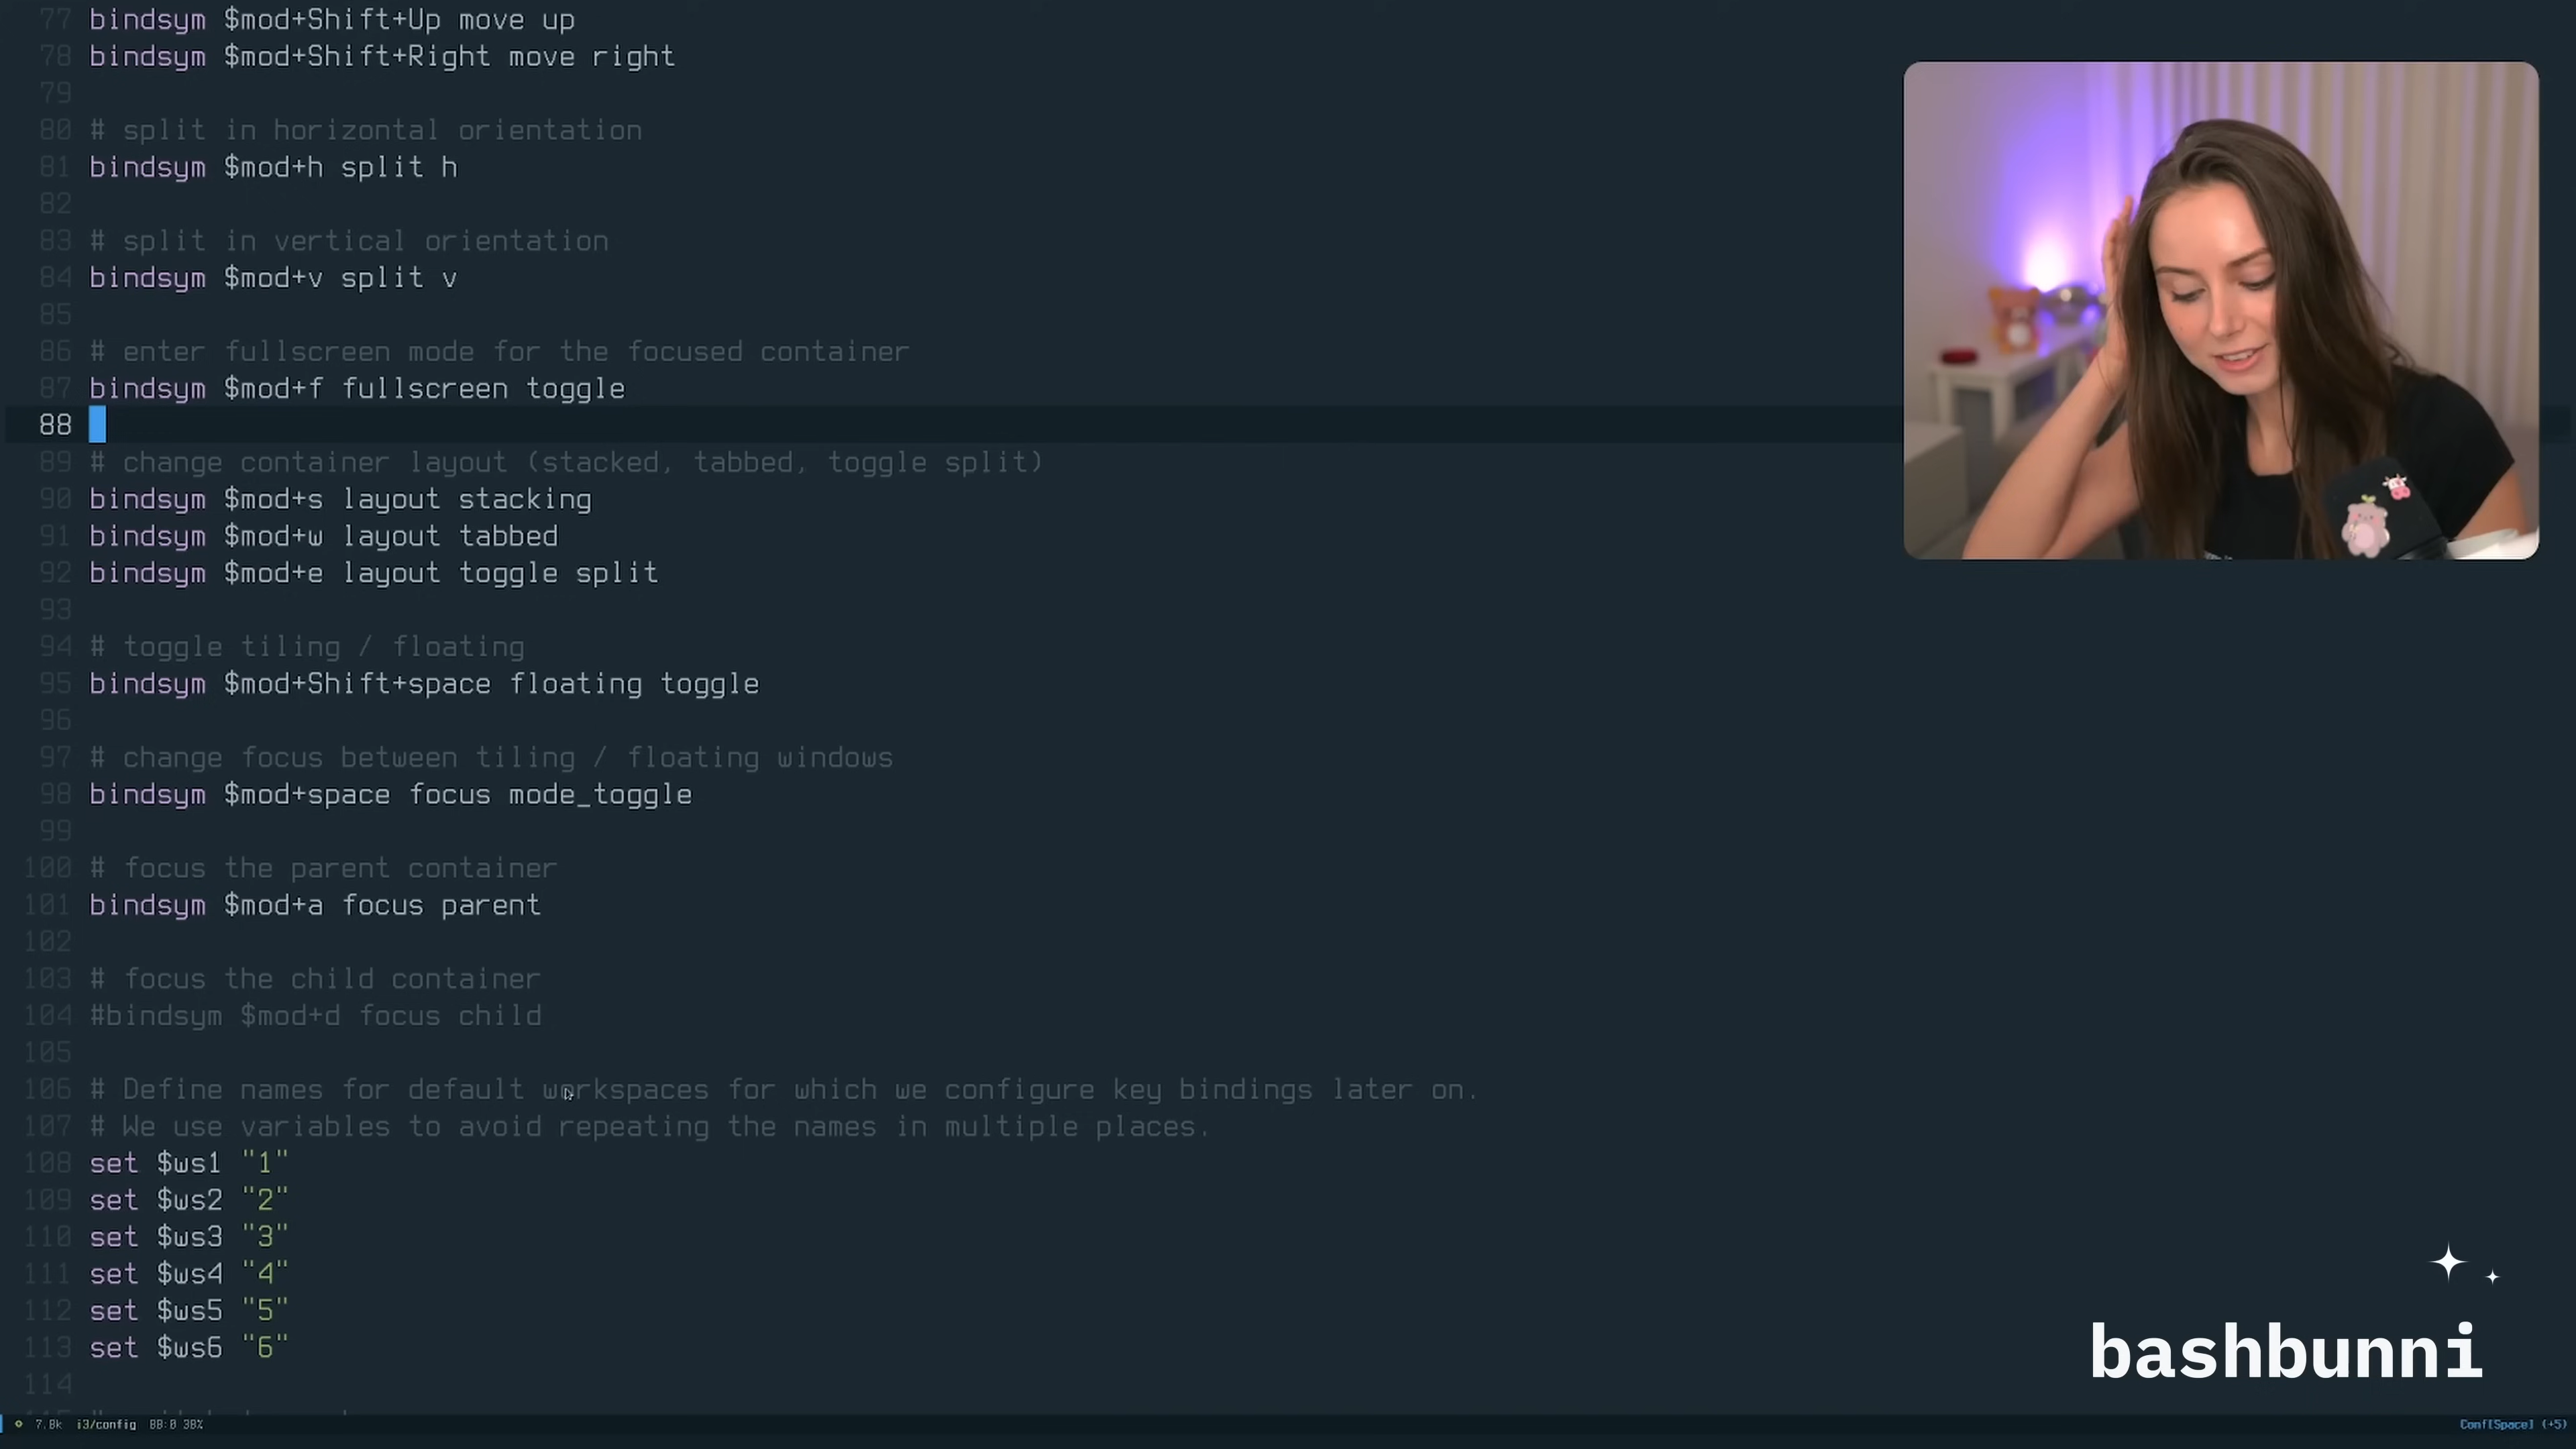 77 bindsym $mod+Shift+Up move up
78 bindsym $mod+Shift+Right move right
79
80 # split in horizontal orientation
81 bindsym $mod+h split h
82
83 # split in vertical orientation
84 bindsym $mod+v split v
85
86 # enter fullscreen mode for the focused container
87 bindsym $mod+f fullscreen toggle
88
89 # change container layout (stacked, tabbed, toggle split)
90 bindsym $mod+s layout stacking
91 bindsym $mod+w layout tabbed
92 bindsym $mod+e layout toggle split
93
94 # toggle tiling / floating
95 bindsym $mod+Shift+space floating toggle
96
97 # change focus between tiling / floating windows
98 bindsym $mod+space focus mode_toggle
99
100 # focus the parent container
101 bindsym $mod+a focus parent
102
103 # focus the child container
104 #bindsym $mod+d focus child
105
106 # Define names for default workspaces for which we configure key bindings later on.
107 # We use variables to avoid repeating the names in multiple places.
108 set $ws1 "1"
109 set $ws2 "2"
110 set $ws3 "3"
111 set $ws4 "4"
112 set $ws5 "5"
113 set $ws6 "6"
114
bashbunni
7.8k i3/config 88:0 38% Conf[Space] (+5)